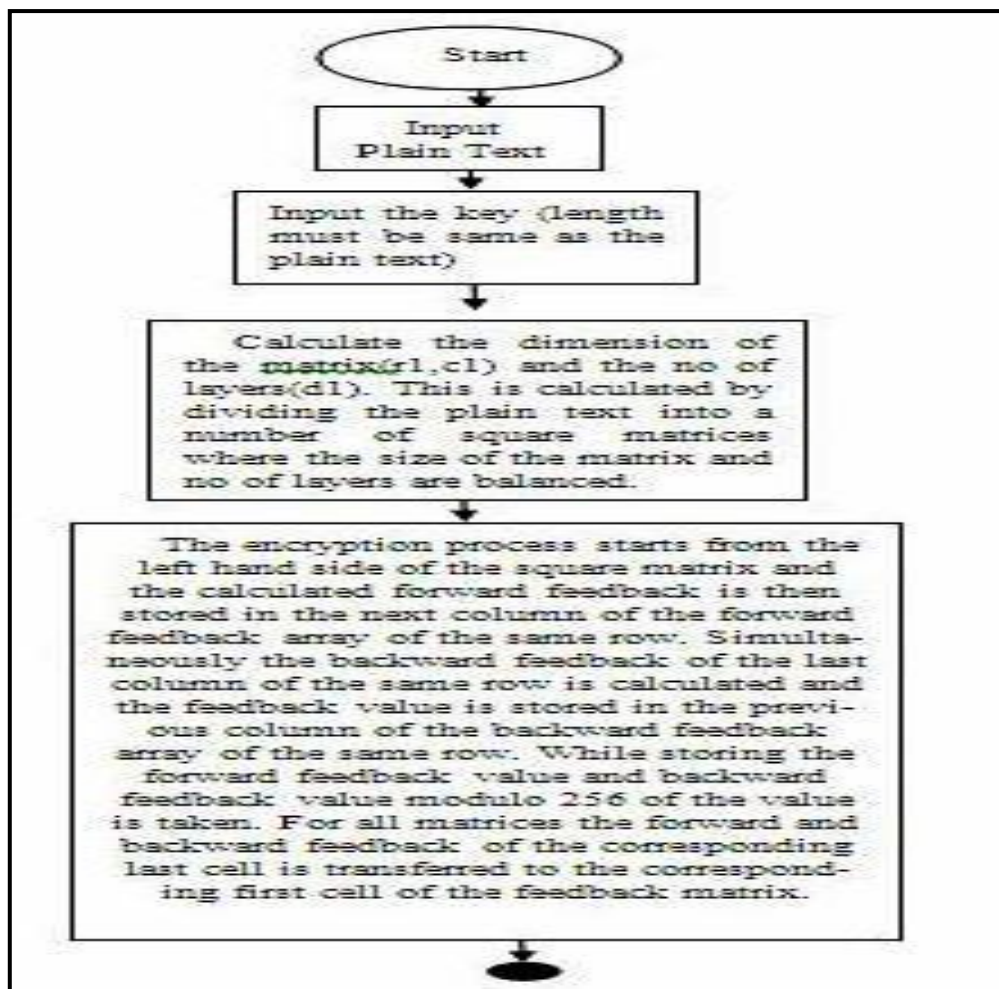 Start
Input
Plain Text
Input the key (length
must be same as the
plain text)
Calculate the dimension of
the matrix(r1,c1) and the no of
layers(d1). This is calculated by
dividing the plain text into a
number of square matrices
where the size of the matrix and
no of layers are balanced.
The encryption process starts from the
left hand side of the square matrix and
the calculated forward feedback is then
stored in the next column of the forward
feedback array of the same row. Simulta-
neously the backward feedback of the last
column of the same row is calculated and
the feedback value is stored in the previ-
ous column of the backward feedback
array of the same row. While storing the
forward feedback value and backward
feedback value modulo 256 of the value
is taken. For all matrices the forward and
backward feedback of the corresponding
last cell is transferred to the correspond-
ing first cell of the feedback matrix.